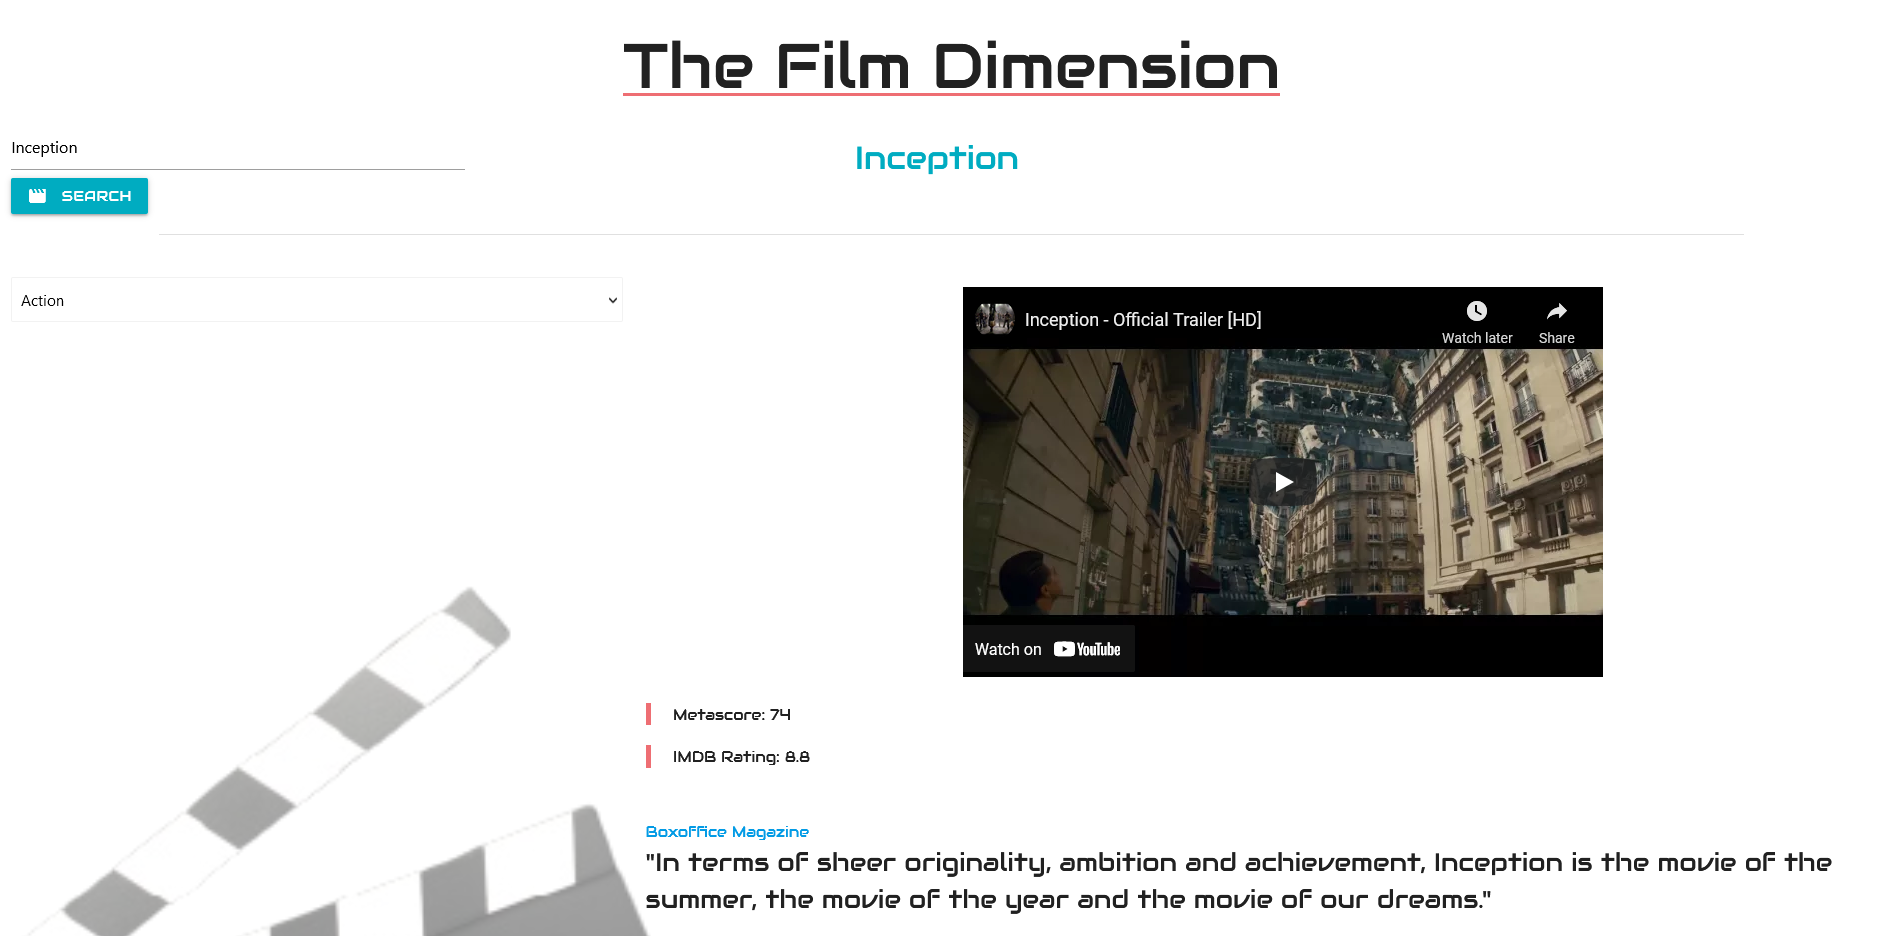 The Film Dimension
Inception
Inception
SEARCH
Action
Inception - Official Trailer [HD]
Watch later
Share
Watch on YouTube
Metascore: 74
IMDB Rating: 8.8
Boxoffice Magazine
"In terms of sheer originality, ambition and achievement, Inception is the movie of the
summer, the movie of the year and the movie of our dreams."